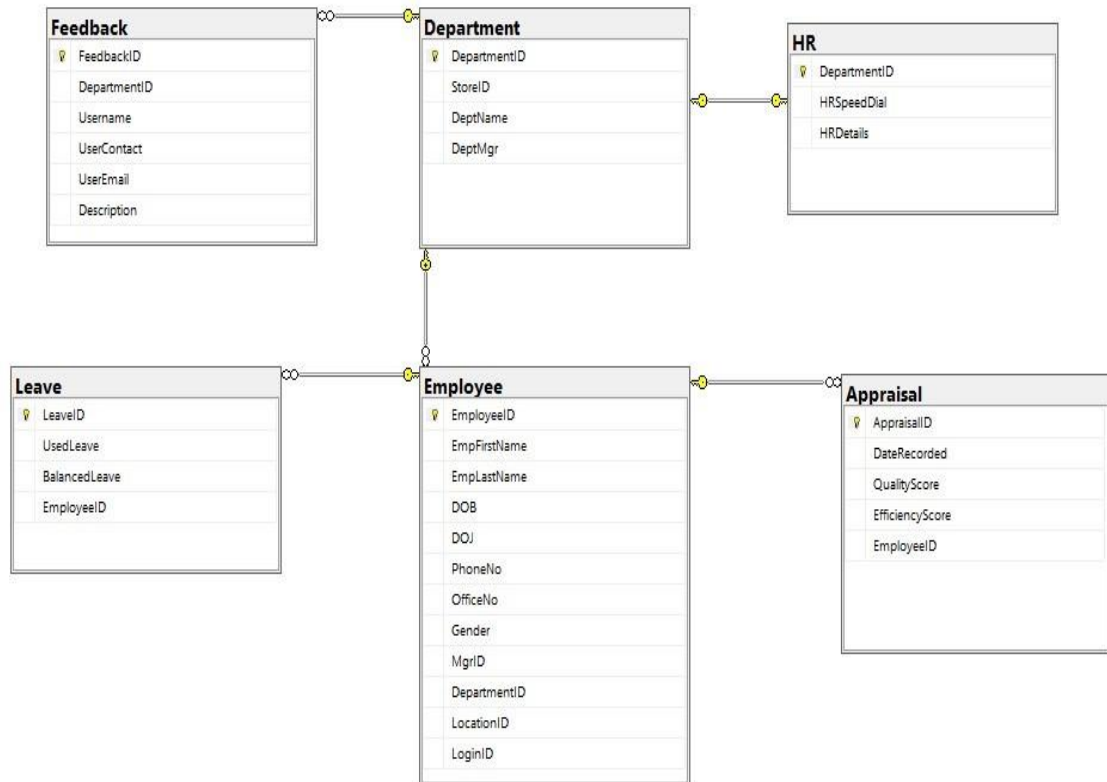 Feedback
FeedbackID
DepartmentID
Username
UserContact
UserEmail
Description
Department
DepartmentID
StoreID
DeptName
DeptMgr
HR
DepartmentID
HRSpeedDial
HRDetails
Leave
LeaveID
UsedLeave
BalancedLeave
EmployeeID
Employee
EmployeeID
EmpFirstName
EmpLastName
DOB
DOJ
PhoneNo
OfficeNo
Gender
MgrID
DepartmentID
LocationID
LoginID
Appraisal
AppraisalID
DateRecorded
QualityScore
EfficiencyScore
EmployeeID